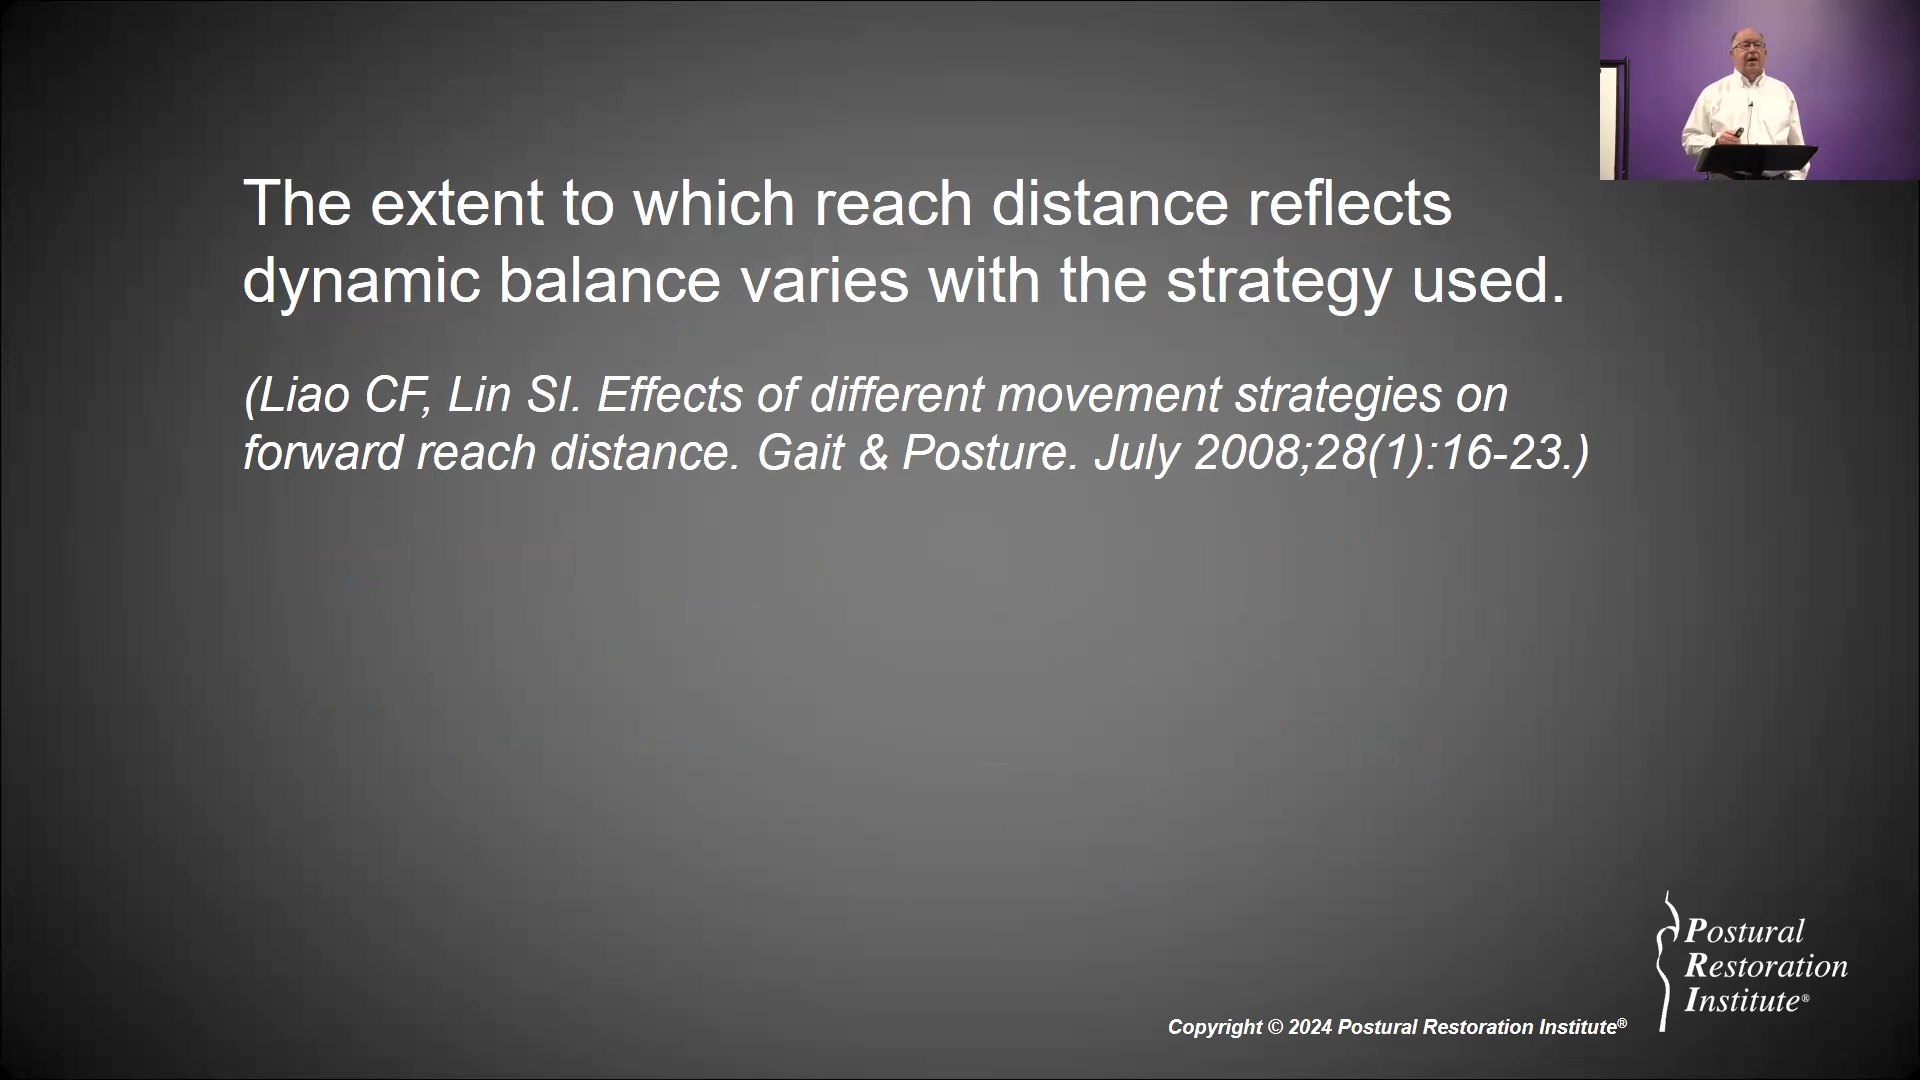 The extent to which reach distance reflects
dynamic balance varies with the strategy used.
(Liao CF, Lin SI. Effects of different movement strategies on
forward reach distance. Gait & Posture. July 2008;28(1):16-23.)
Postural
Restoration
Institute®
Copyright © 2024 Postural Restoration Institute®